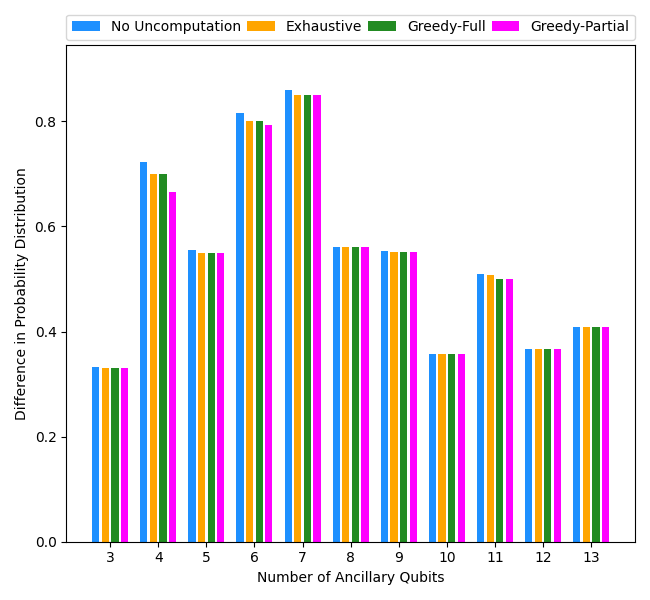 No Uncomputation Exhaustive Greedy-Full Greedy-Partial
Difference in Probability Distribution
0.8
0.6
0.4
0.2
0.0
3 4 5 6 7 8 9 10 11 12 13
Number of Ancillary Qubits